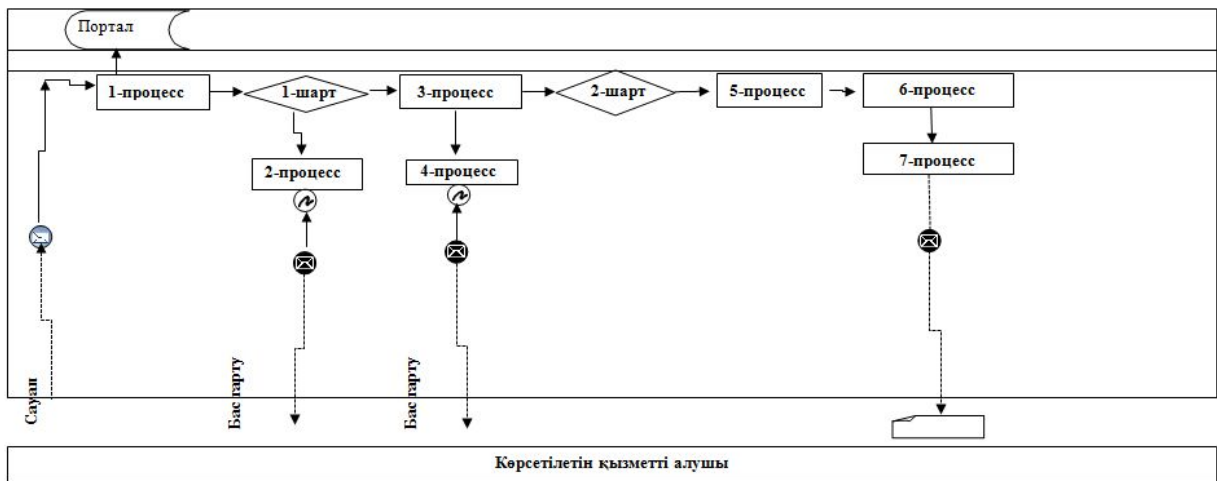 Портал
1-процесс
1-шарт
3-процесс
2-шарт
5-процесс
6-процесс
2-процесс
4-процесс
7-процесс
Сауап
Бас тарту
Бас тарту
Көрсетілетін қызметті алушы